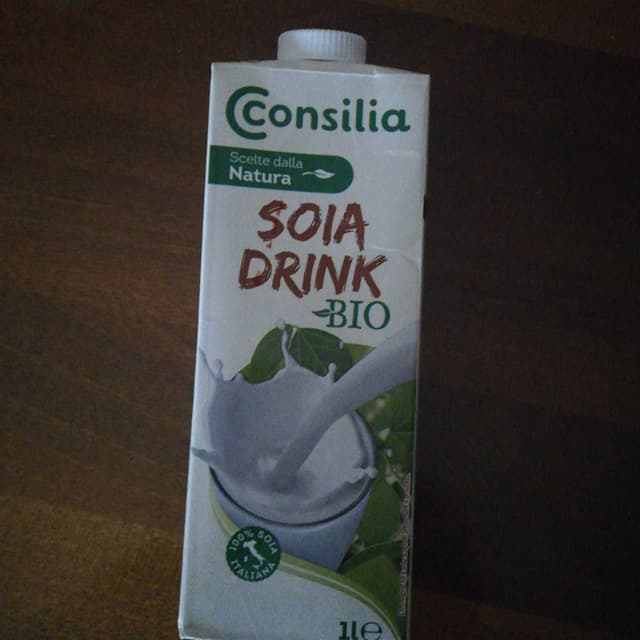 Consilia
Scelte dalla
Natura
SOIA
DRINK
BIO
100% SOIA
ITALIANA
1l e